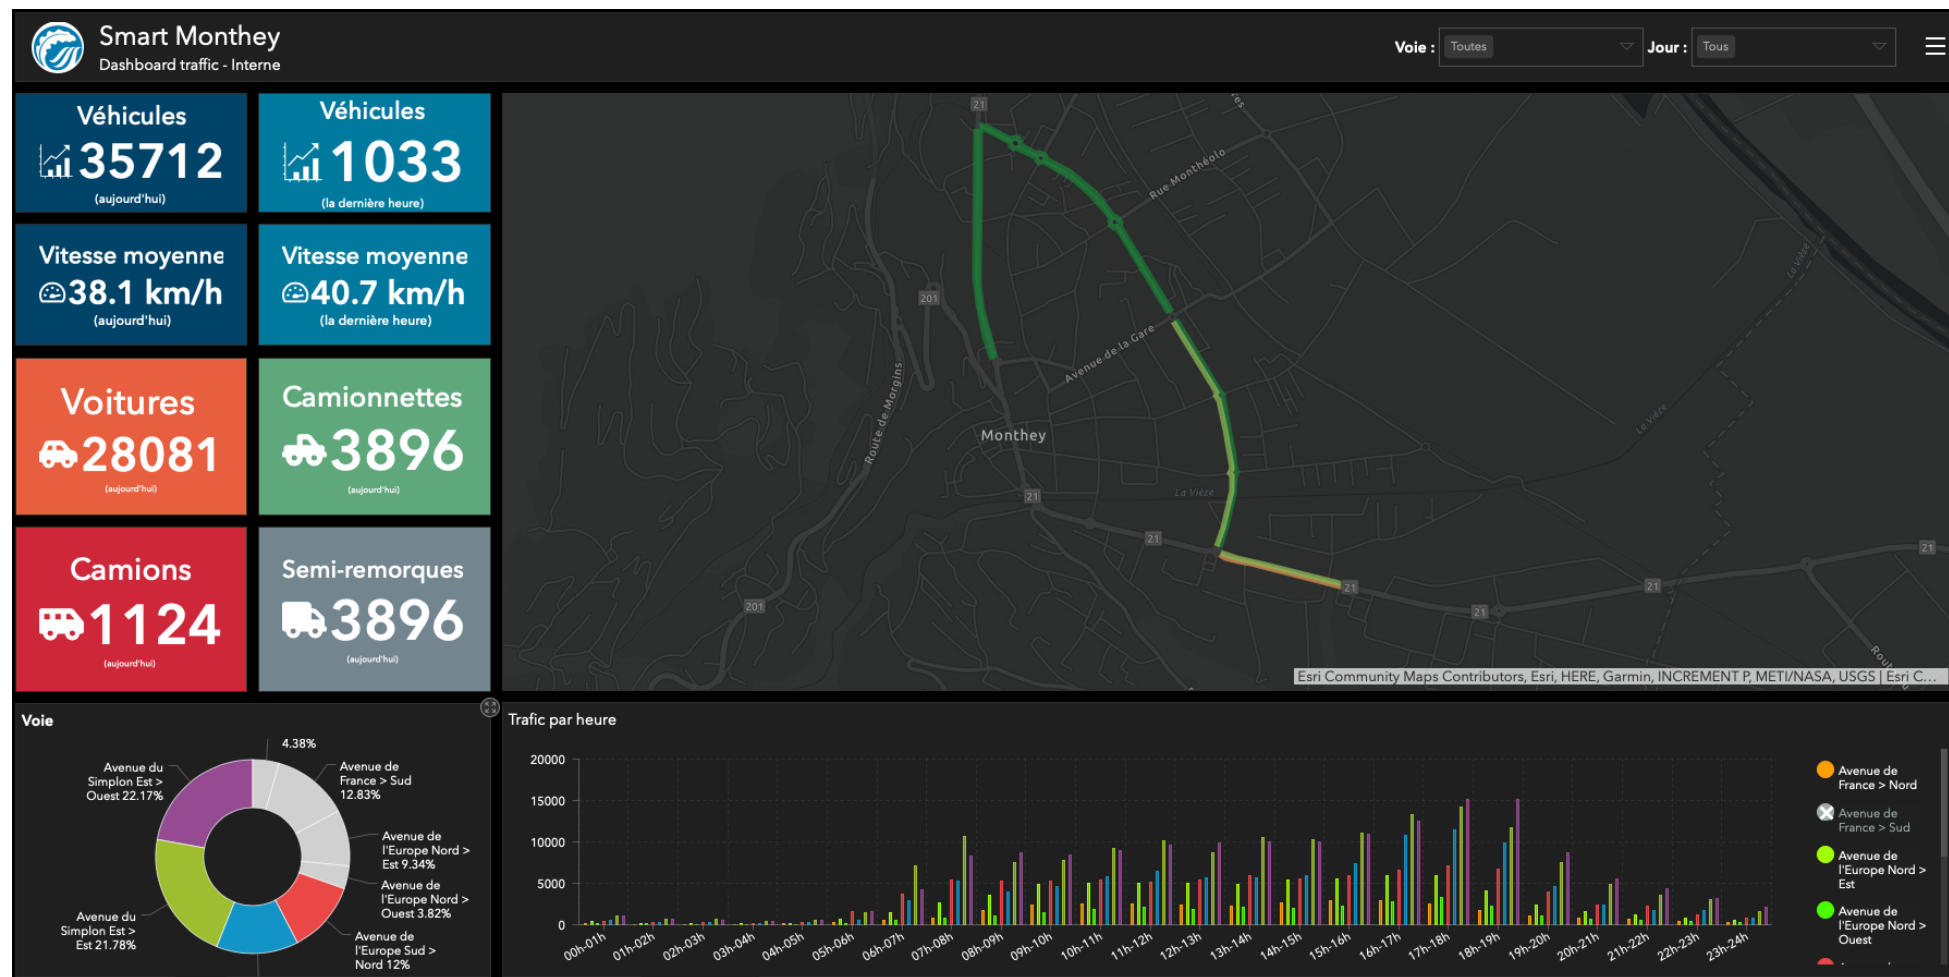 Smart Monthey
Dashboard traffic - Interne
Voie :
Toutes
Jour :
Tous
Véhicules
35712
(aujourd'hui)
Véhicules
1033
(la dernière heure)
Vitesse moyenne
38.1 km/h
(aujourd'hui)
Vitesse moyenne
40.7 km/h
(la dernière heure)
Voitures
28081
(aujourd'hui)
Camionnettes
3896
(aujourd'hui)
Camions
1124
(aujourd'hui)
Semi-remorques
3896
(aujourd'hui)
21
Rue Monthéolo
La Vièze
201
Avenue de la Gare
Route de Morgins
Monthey
La Vièze
La Vièze
21
21
21
201
21
21
21
Esri Community Maps Contributors, Esri, HERE, Garmin, INCREMENT P, METI/NASA, USGS | Esri C...
Voie
4.38%
Avenue de
France > Sud
12.83%
Avenue de
l'Europe Nord >
Est 9.34%
Avenue de
l'Europe Nord >
Ouest 3.82%
Avenue de
l'Europe Sud >
Nord 12%
Avenue du
Simplon Est >
Est 21.78%
Avenue du
Simplon Est >
Ouest 22.17%
Trafic par heure
20000
15000
10000
5000
0
00h-01h
01h-02h
02h-03h
03h-04h
04h-05h
05h-06h
06h-07h
07h-08h
08h-09h
09h-10h
10h-11h
11h-12h
12h-13h
13h-14h
14h-15h
15h-16h
16h-17h
17h-18h
18h-19h
19h-20h
20h-21h
21h-22h
22h-23h
23h-24h
Avenue de
France > Nord
Avenue de
France > Sud
Avenue de
l'Europe Nord >
Est
Avenue de
l'Europe Nord >
Ouest